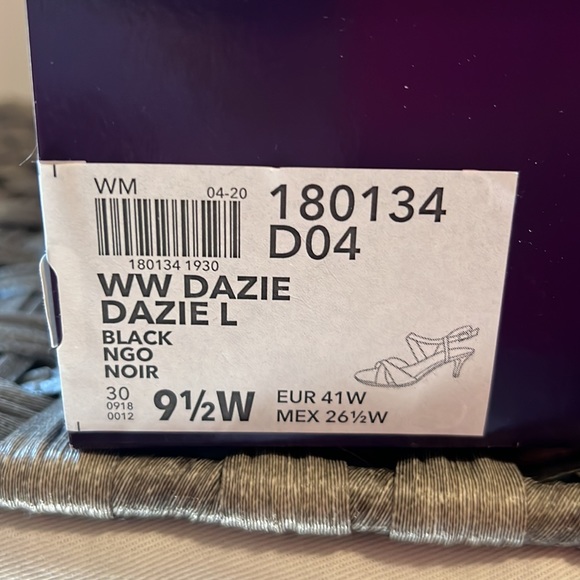 WM 04-20
180134
D04
180134 1930
WW DAZIE
DAZIE L
BLACK
NGO
NOIR
30
0918
0012
9½W
EUR 41W
MEX 26½W